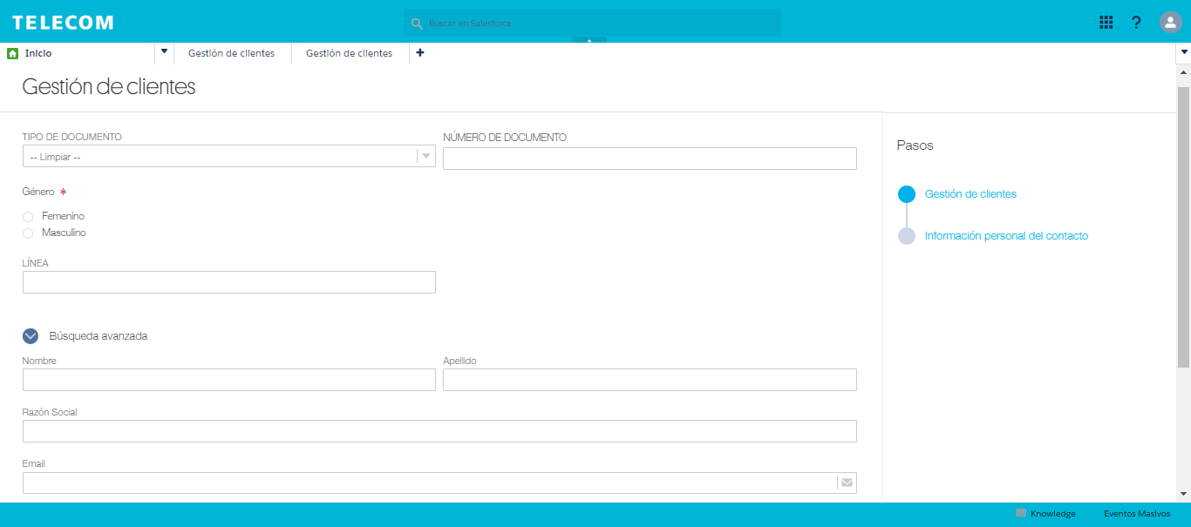 TELECOM
Buscar en Salesforce
?
Inicio
Gestión de clientes
Gestión de clientes
+
Gestión de clientes
TIPO DE DOCUMENTO
NÚMERO DE DOCUMENTO
-- Limpiar --
Género *
Femenino
Masculino
LÍNEA
Búsqueda avanzada
Nombre
Apellido
Razón Social
Email
Pasos
Gestión de clientes
Información personal del contacto
Knowledge
Eventos Masivos